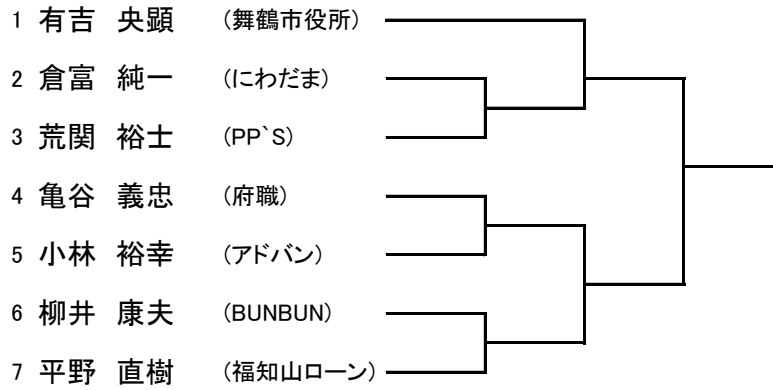 1 有吉 央顕 (舞鶴市役所)
2 倉富 純一 (にわだま)
3 荒関 裕士 (PP`S)
4 亀谷 義忠 (府職)
5 小林 裕幸 (アドバン)
6 柳井 康夫 (BUNBUN)
7 平野 直樹 (福知山ローン)